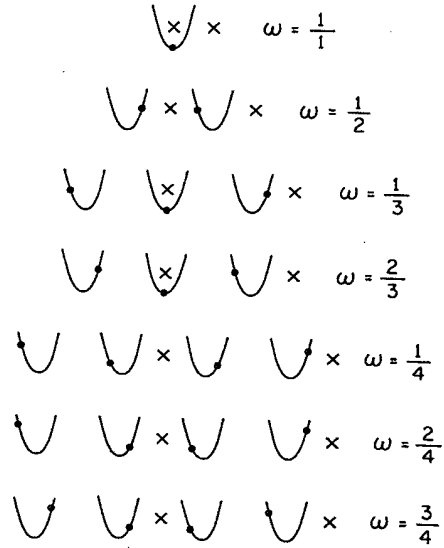 × × ω = 1/1
× × ω = 1/2
× × ω = 1/3
× × ω = 2/3
× × ω = 1/4
× × ω = 2/4
× × ω = 3/4